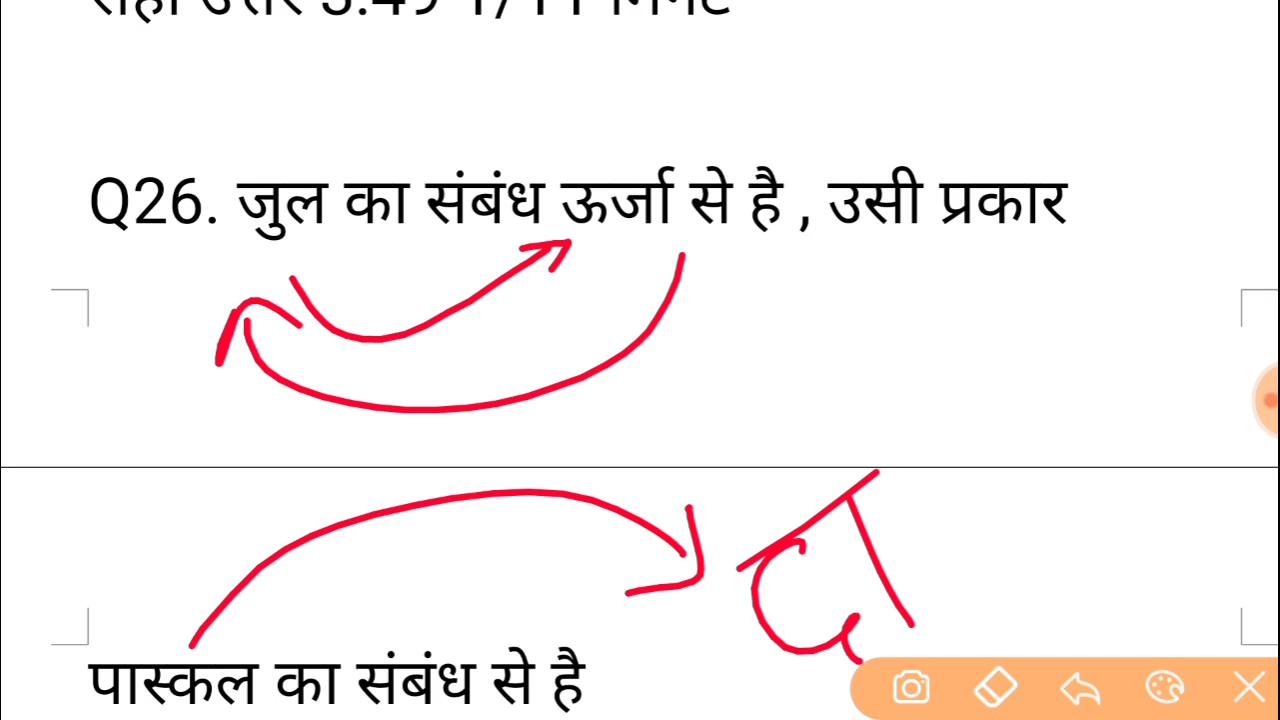 Q26. जुल का संबंध ऊर्जा से है , उसी प्रकार
दा
पास्कल का संबंध से है